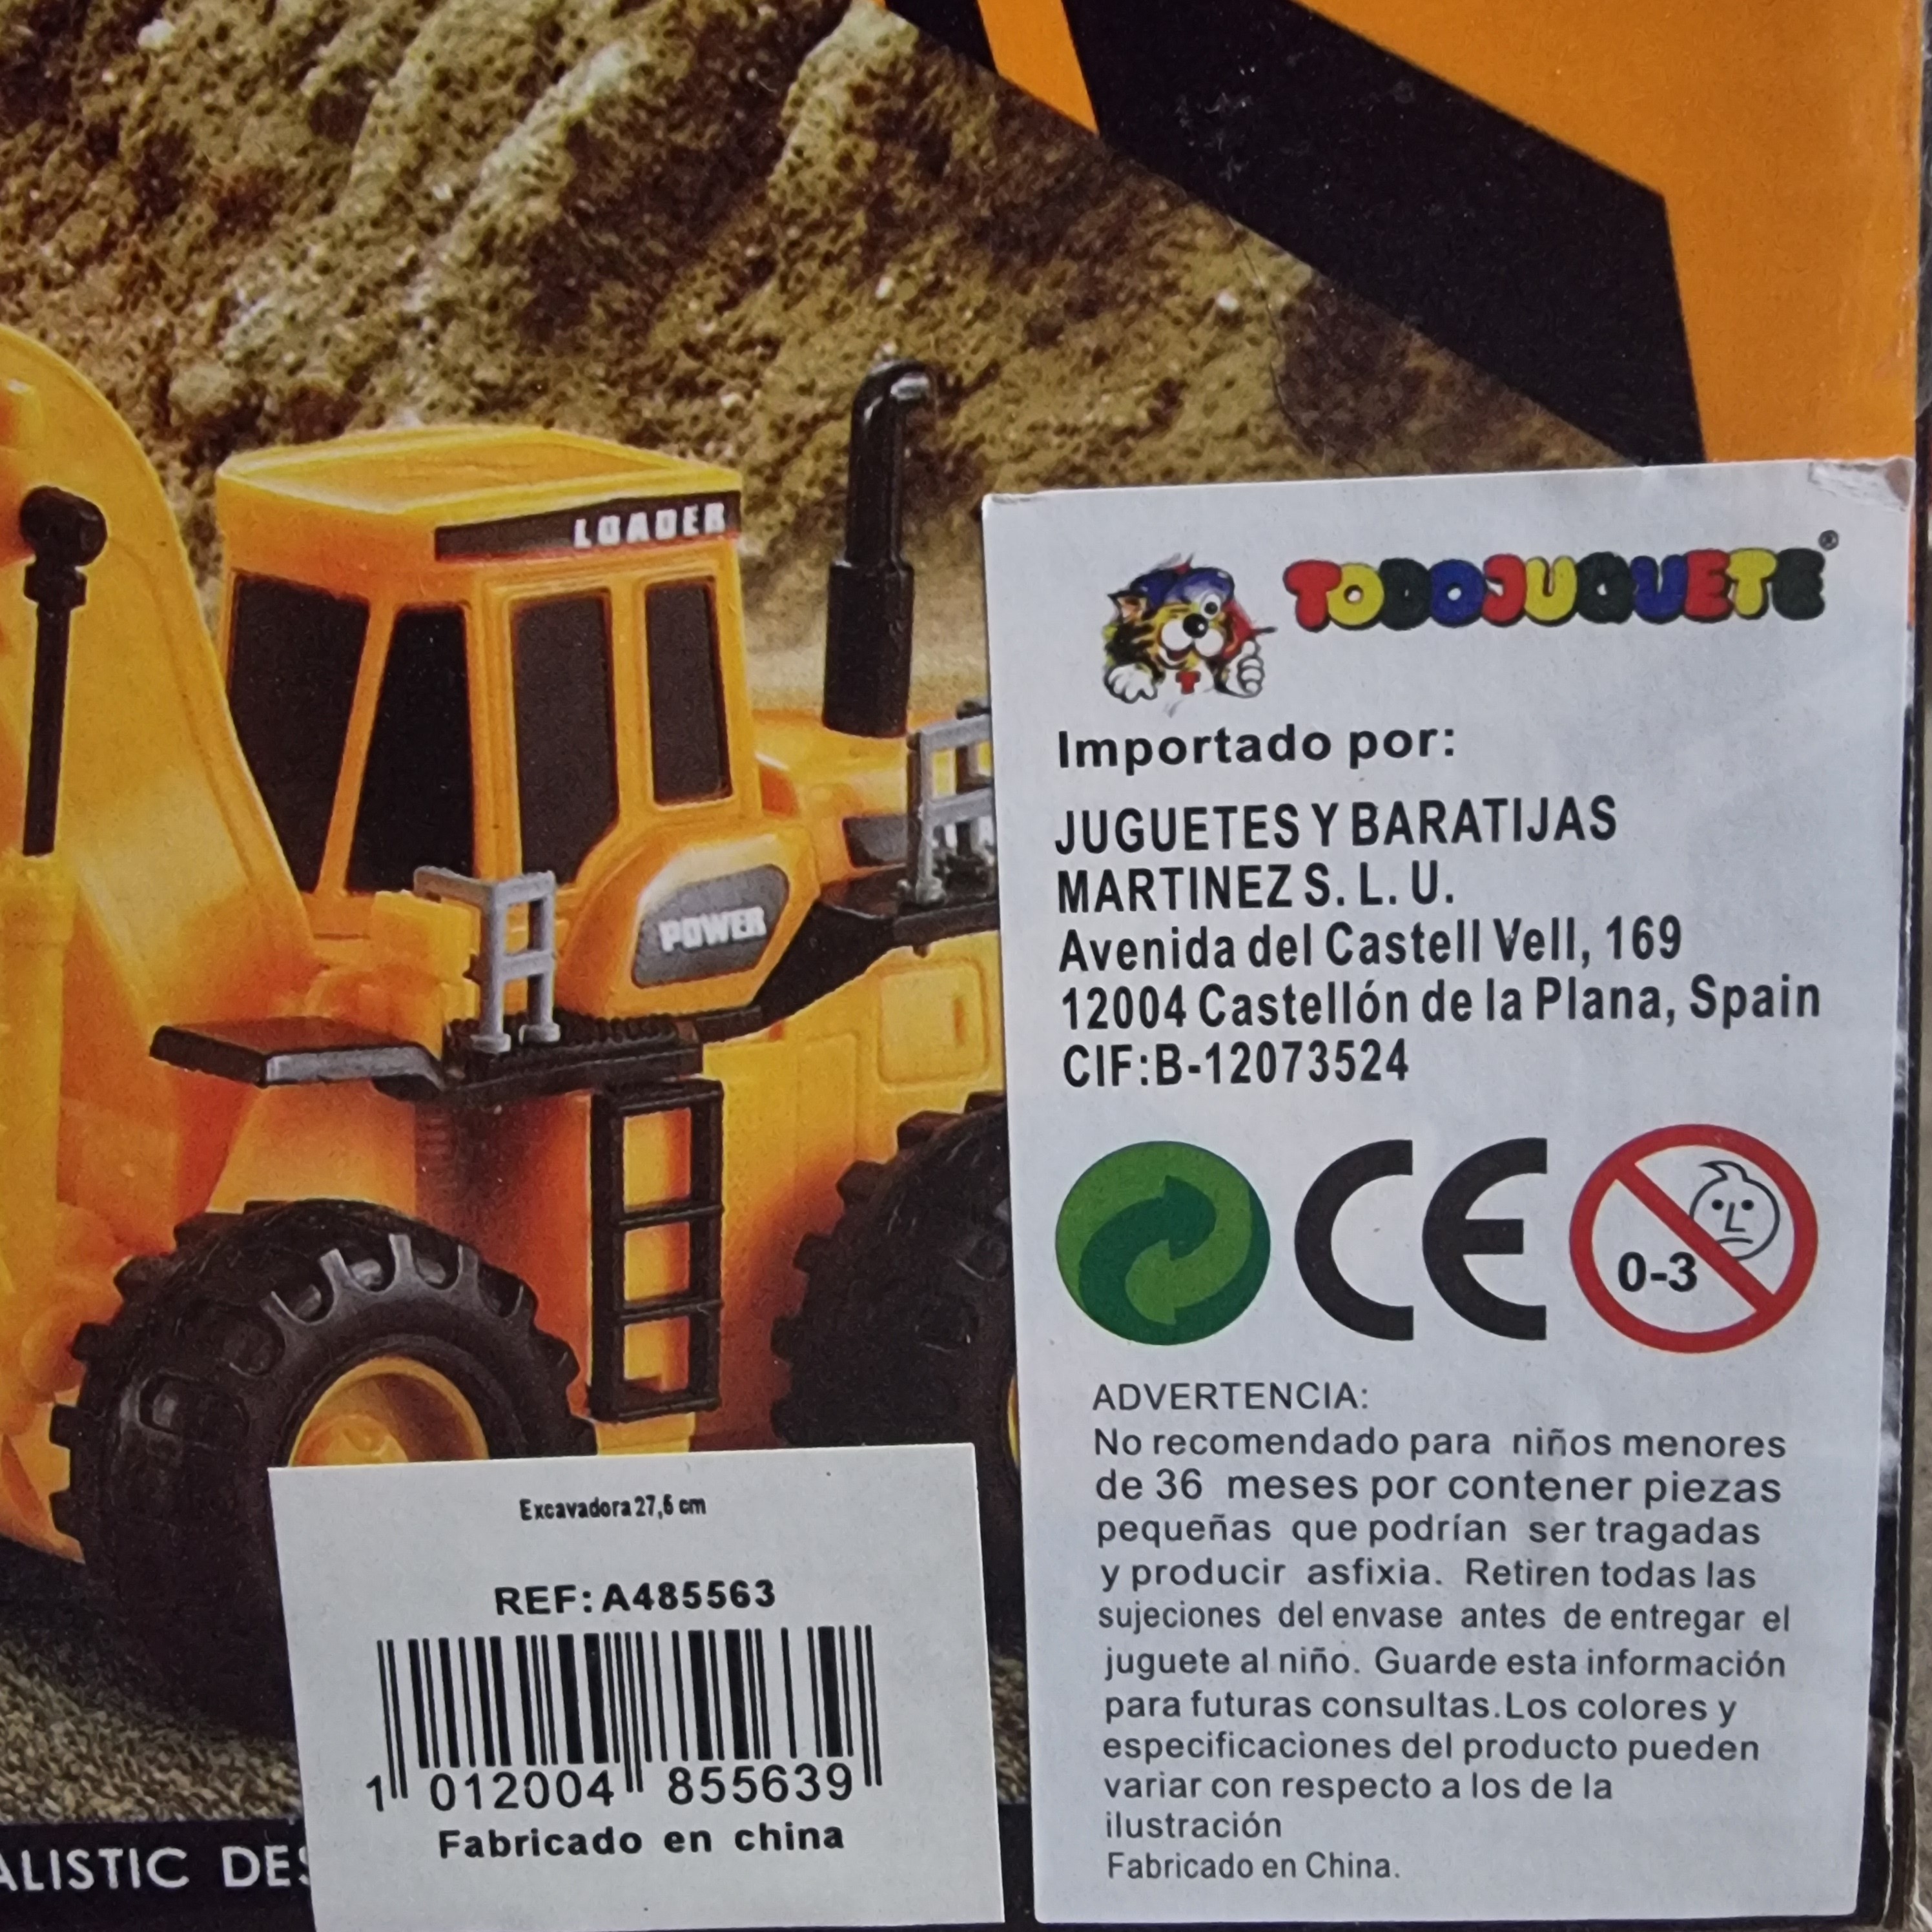 LOADER
POWER
TODOJUGUETE®
Importado por:
JUGUETES Y BARATIJAS
MARTINEZ S. L. U.
Avenida del Castell Vell, 169
12004 Castellón de la Plana, Spain
CIF:B-12073524
CE
0-3
ADVERTENCIA:
No recomendado para niños menores
de 36 meses por contener piezas
pequeñas que podrían ser tragadas
y producir asfixia. Retiren todas las
sujeciones del envase antes de entregar el
juguete al niño. Guarde esta información
para futuras consultas.Los colores y
especificaciones del producto pueden
variar con respecto a los de la
ilustración
Fabricado en China.
Excavadora 27,6 cm
REF: A485563
1 012004 855639
Fabricado en china
ALISTIC DES